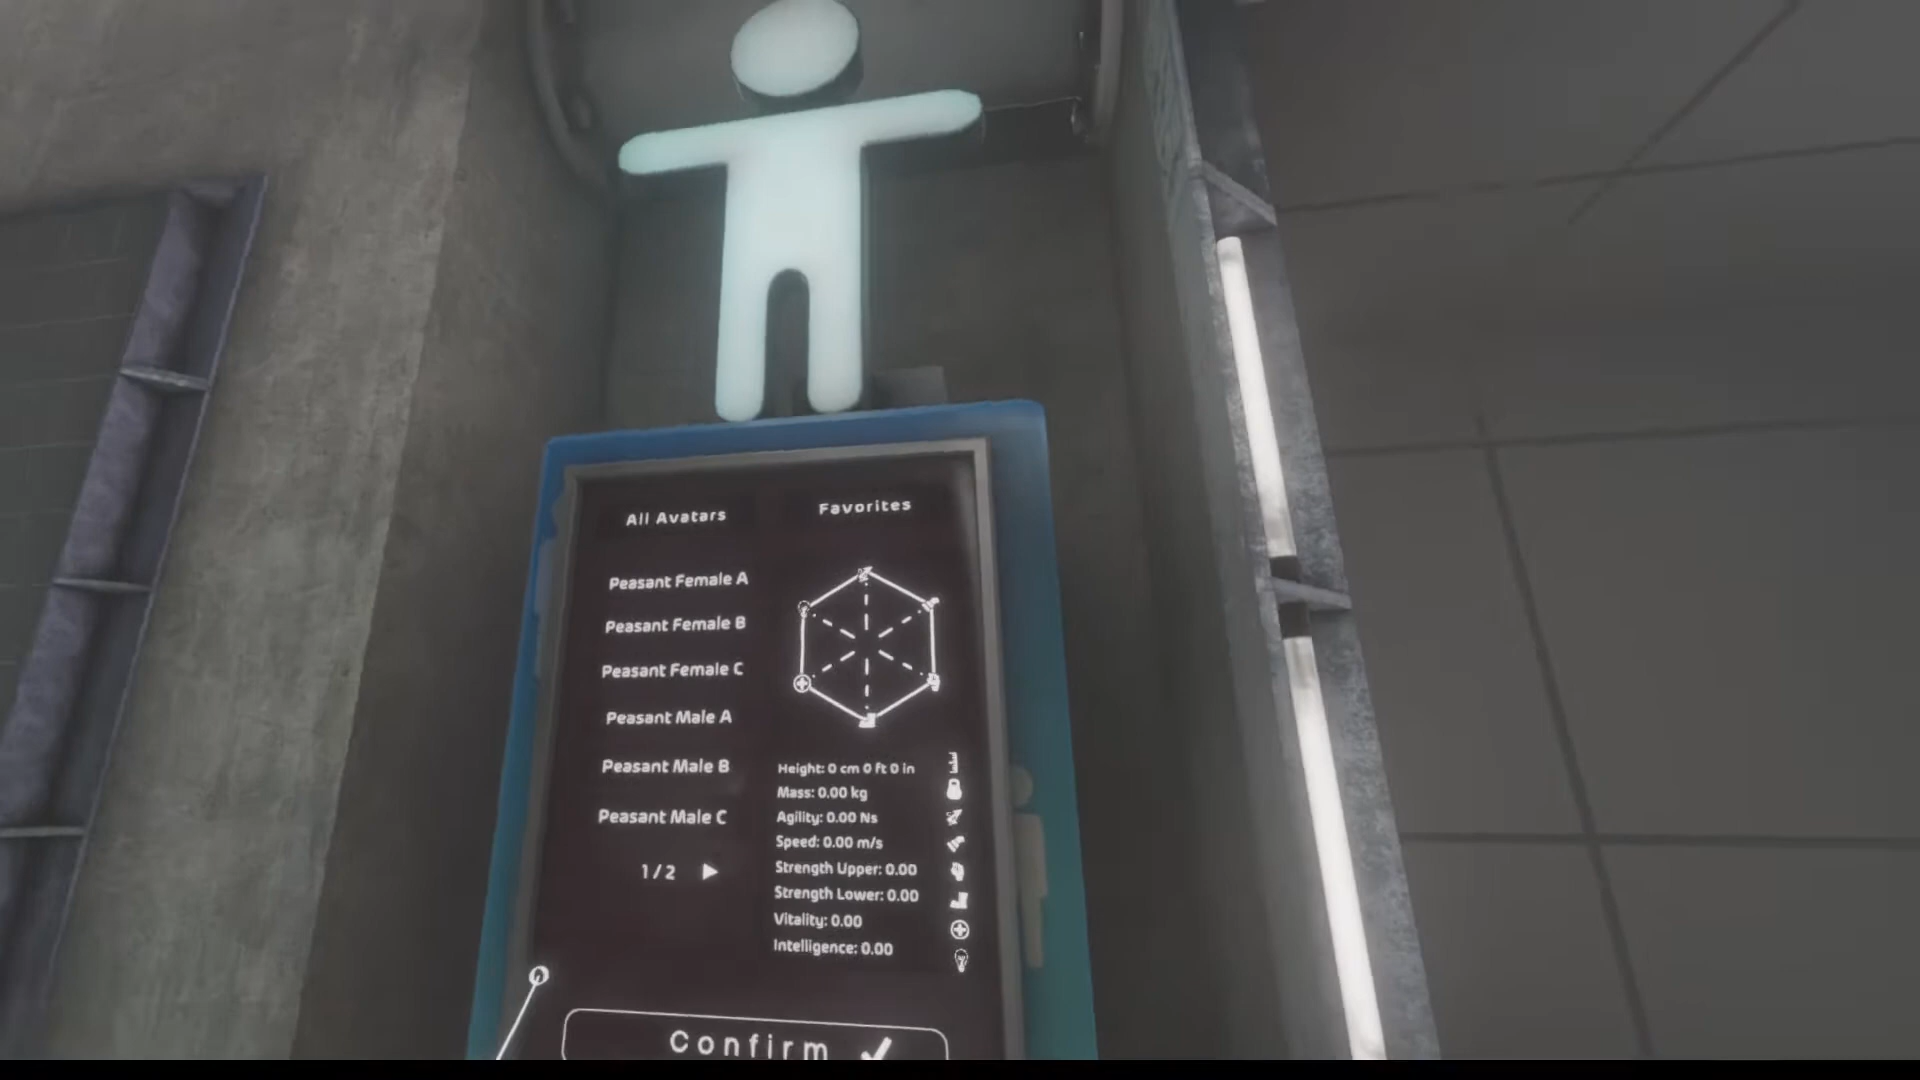 All Avatars
Favorites
Peasant Female A
Peasant Female B
Peasant Female C
Peasant Male A
Peasant Male B
Peasant Male C
1/2
Height: 0 cm 0 ft 0 in
Mass: 0.00 kg
Agility: 0.00 Ns
Speed: 0.00 m/s
Strength Upper: 0.00
Strength Lower: 0.00
Vitality: 0.00
Intelligence: 0.00
Confirm